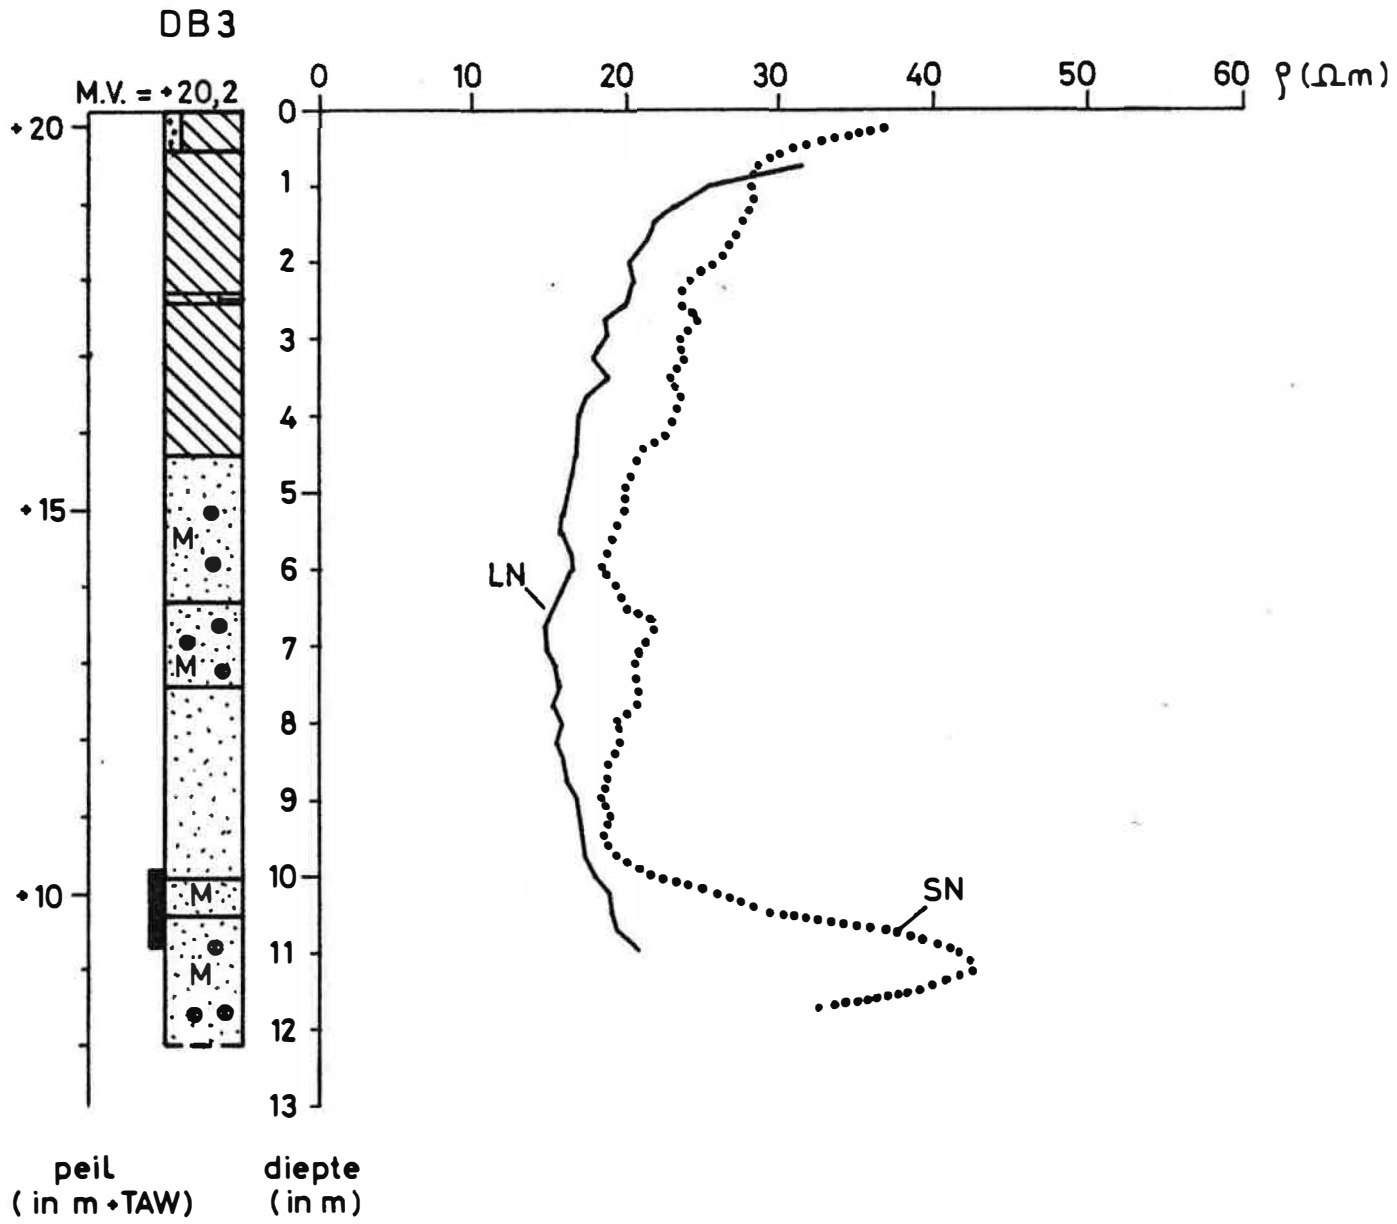 DB3
M.V. = +20,2
0 10 20 30 40 50 60 ρ (Ωm)
+20
+15
+10
0
1
2
3
4
5
6
7
8
9
10
11
12
13
M
M
M
M
LN
SN
peil
(in m +TAW)
diepte
(in m)